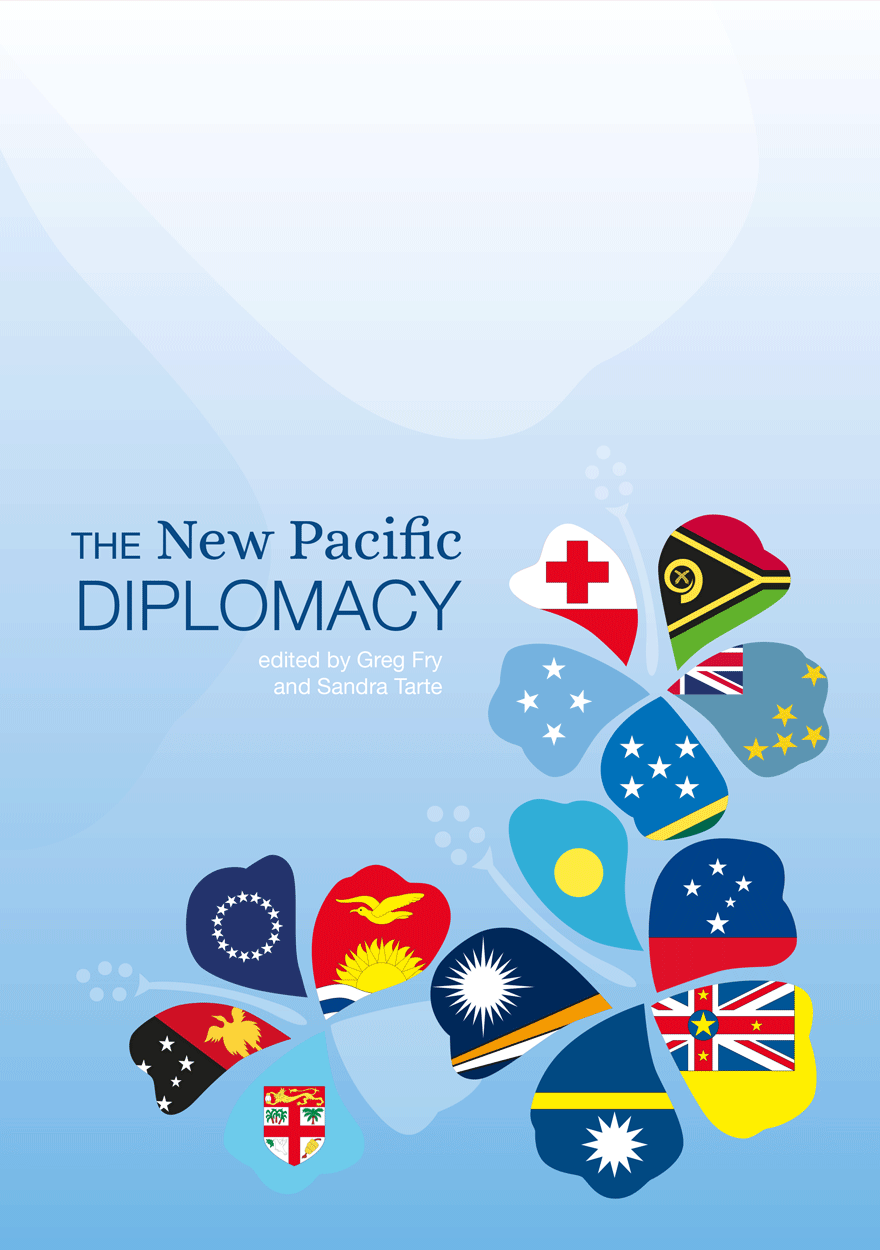 THE New Pacific
DIPLOMACY
edited by Greg Fry
and Sandra Tarte